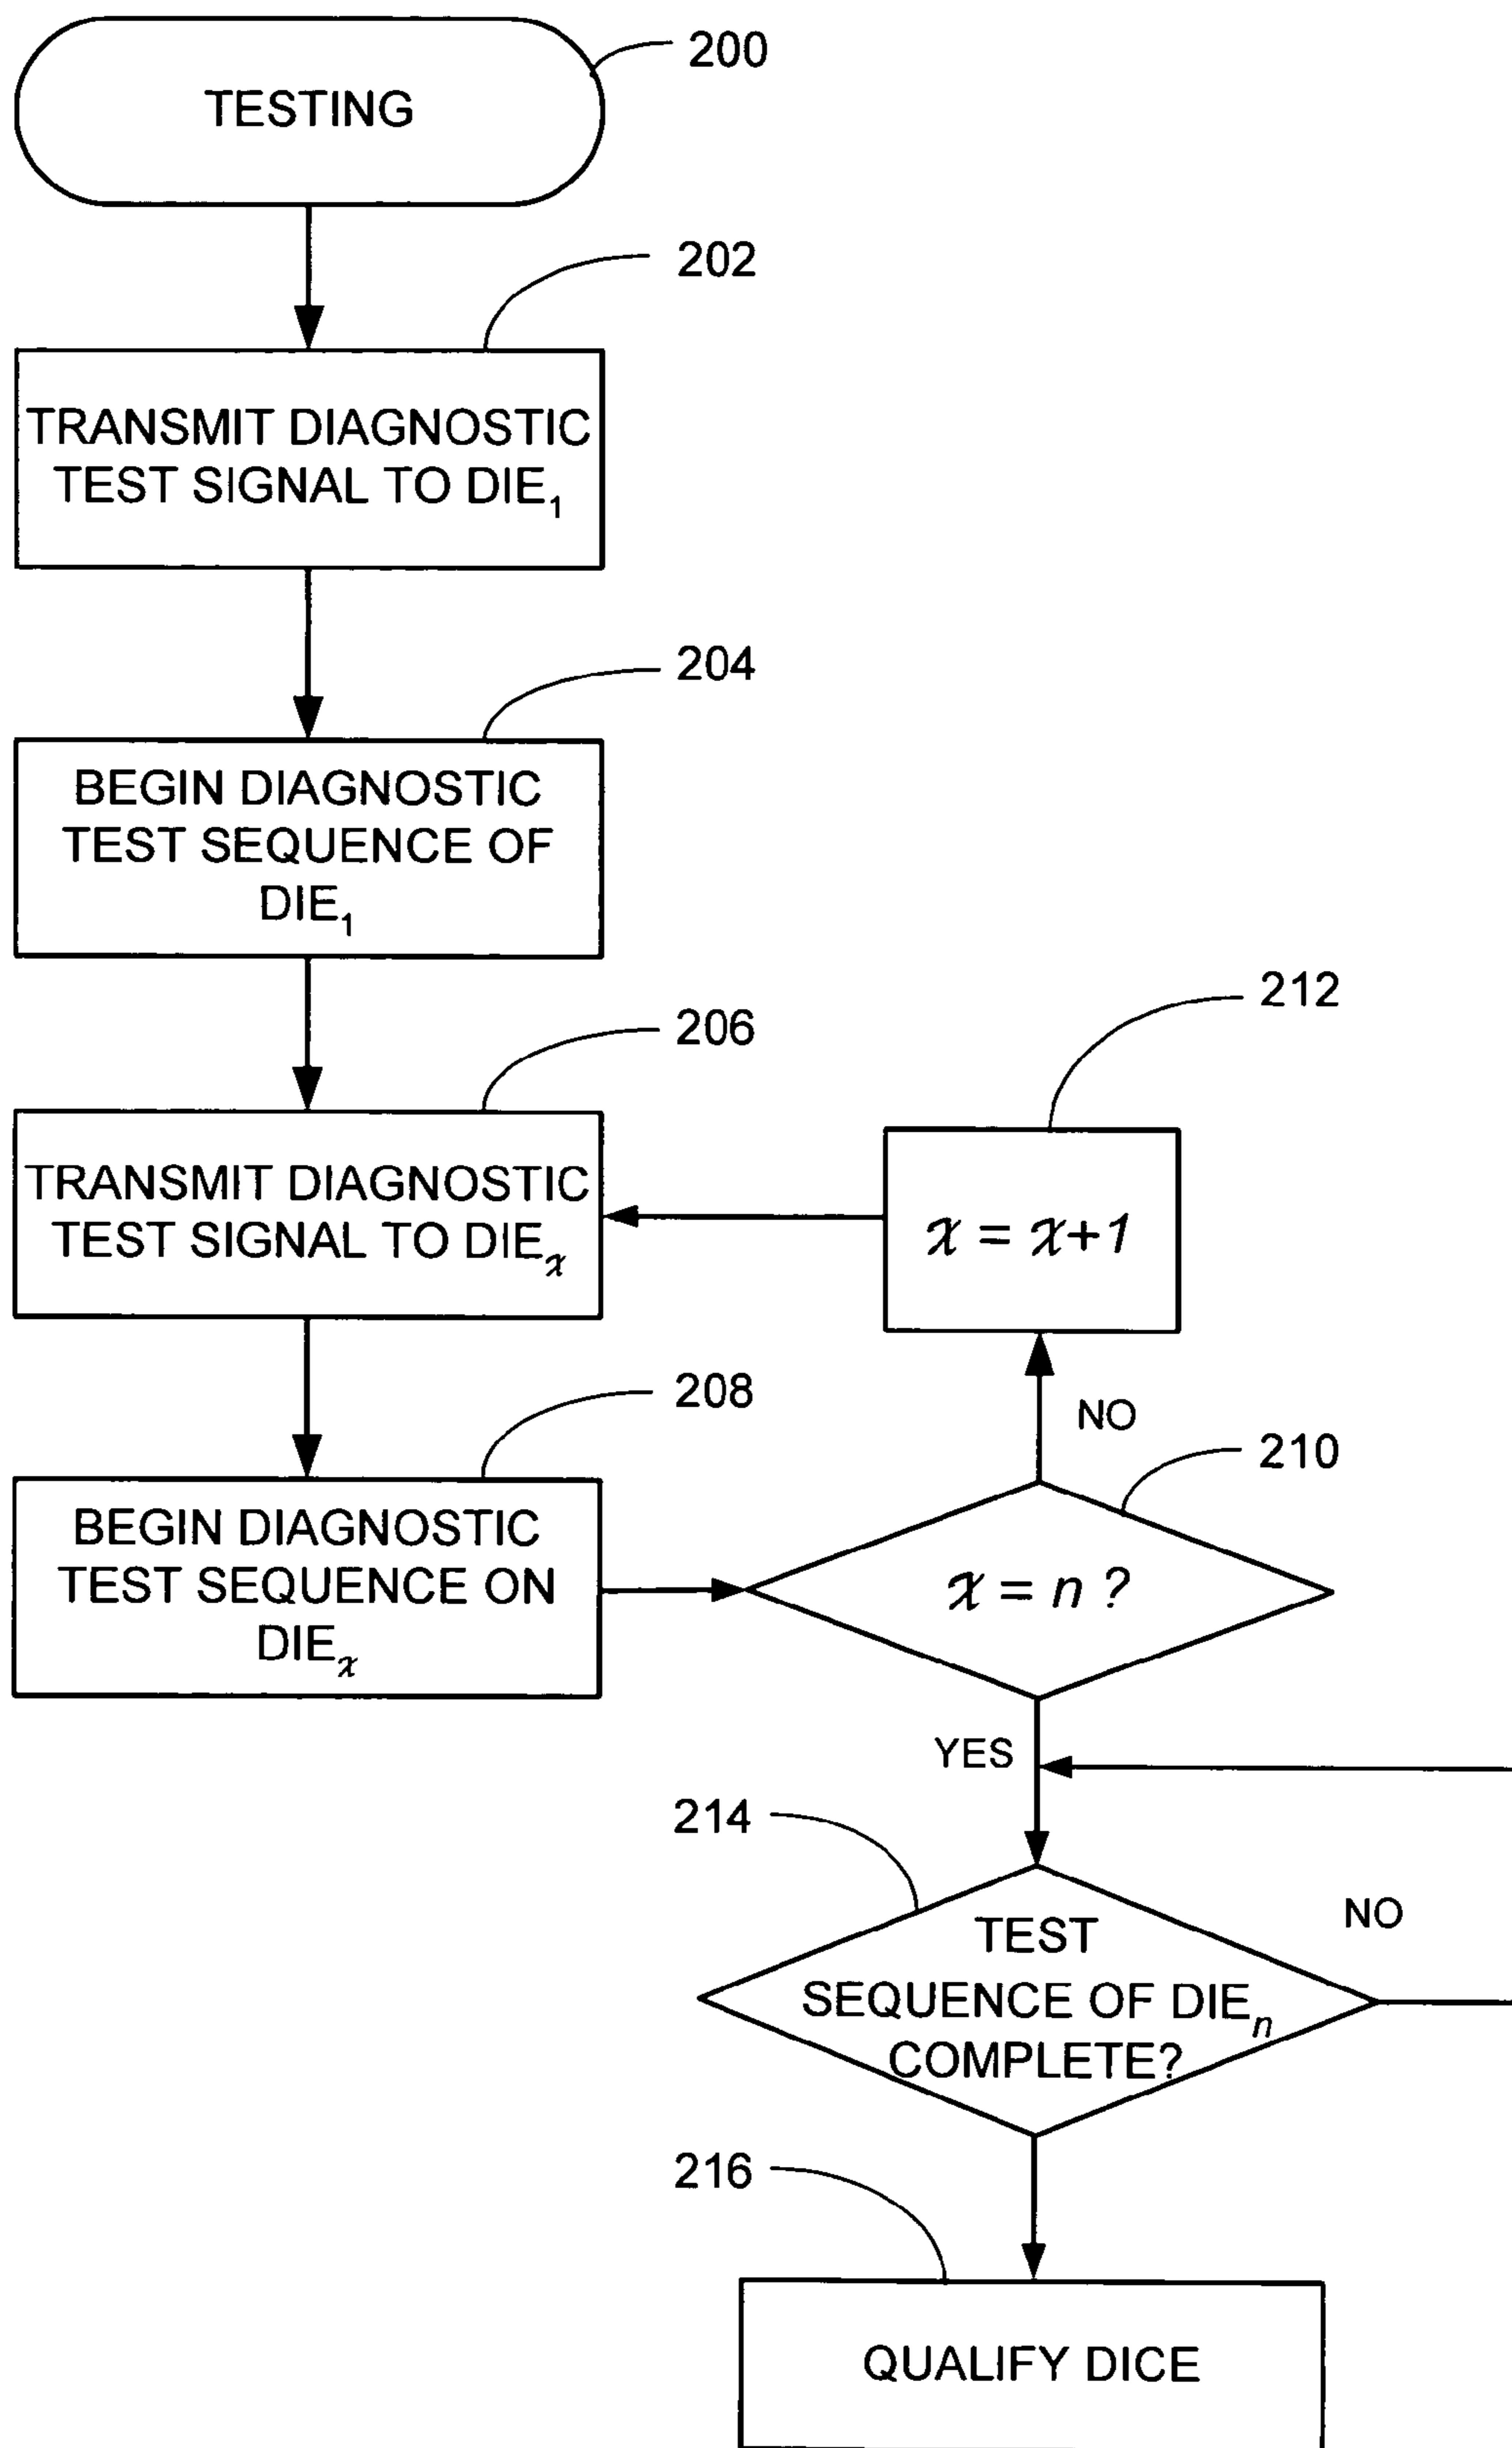 200
TESTING
202
TRANSMIT DIAGNOSTIC
TEST SIGNAL TO DIE₁
204
BEGIN DIAGNOSTIC
TEST SEQUENCE OF
DIE₁
206
TRANSMIT DIAGNOSTIC
TEST SIGNAL TO DIEₓ
212
x = x+1
208
BEGIN DIAGNOSTIC
TEST SEQUENCE ON
DIEₓ
NO
210
x = n ?
YES
214
TEST
SEQUENCE OF DIEₙ
COMPLETE?
NO
216
QUALIFY DICE